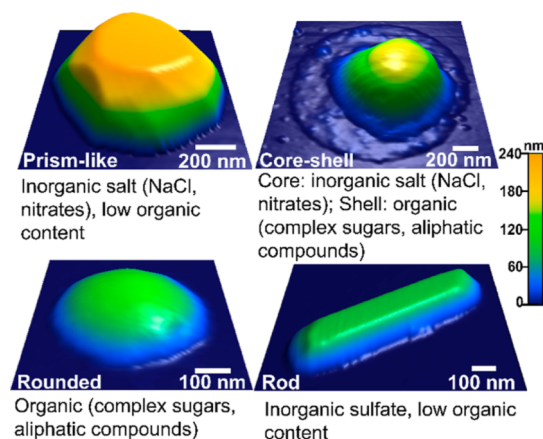 Prism-like
200 nm
Inorganic salt (NaCl,
nitrates), low organic
content
Core-shell
200 nm
Core: inorganic salt (NaCl,
nitrates); Shell: organic
(complex sugars, aliphatic
compounds)
240
180
120
60
0
nm
Rounded
100 nm
Organic (complex sugars,
aliphatic compounds)
Rod
100 nm
Inorganic sulfate, low organic
content